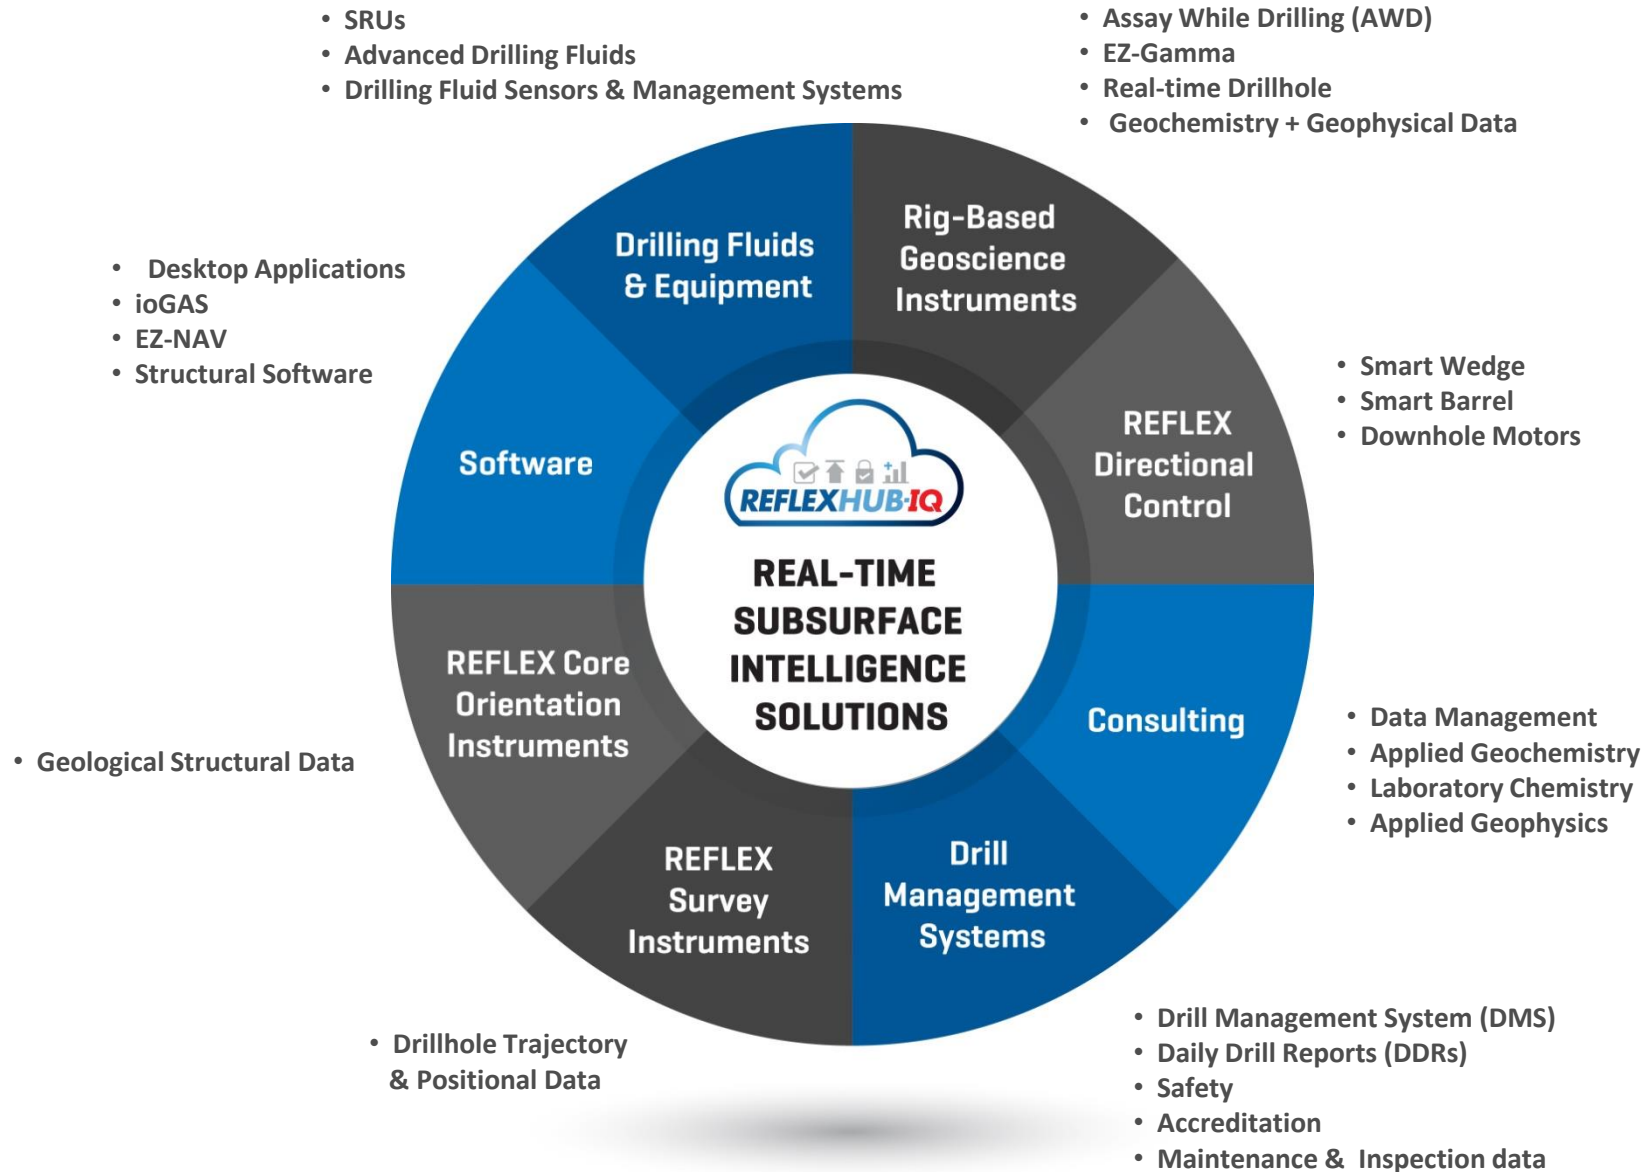 • SRUs
• Advanced Drilling Fluids
• Drilling Fluid Sensors & Management Systems
• Assay While Drilling (AWD)
• EZ-Gamma
• Real-time Drillhole
• Geochemistry + Geophysical Data
• Desktop Applications
• ioGAS
• EZ-NAV
• Structural Software
Drilling Fluids
& Equipment
Rig-Based
Geoscience
Instruments
• Smart Wedge
• Smart Barrel
• Downhole Motors
Software
REFLEX
Directional
Control
REFLEXHUB-IQ
REAL-TIME
SUBSURFACE
INTELLIGENCE
SOLUTIONS
REFLEX Core
Orientation
Instruments
Consulting
• Geological Structural Data
• Data Management
• Applied Geochemistry
• Laboratory Chemistry
• Applied Geophysics
REFLEX
Survey
Instruments
Drill
Management
Systems
• Drillhole Trajectory
& Positional Data
• Drill Management System (DMS)
• Daily Drill Reports (DDRs)
• Safety
• Accreditation
• Maintenance & Inspection data